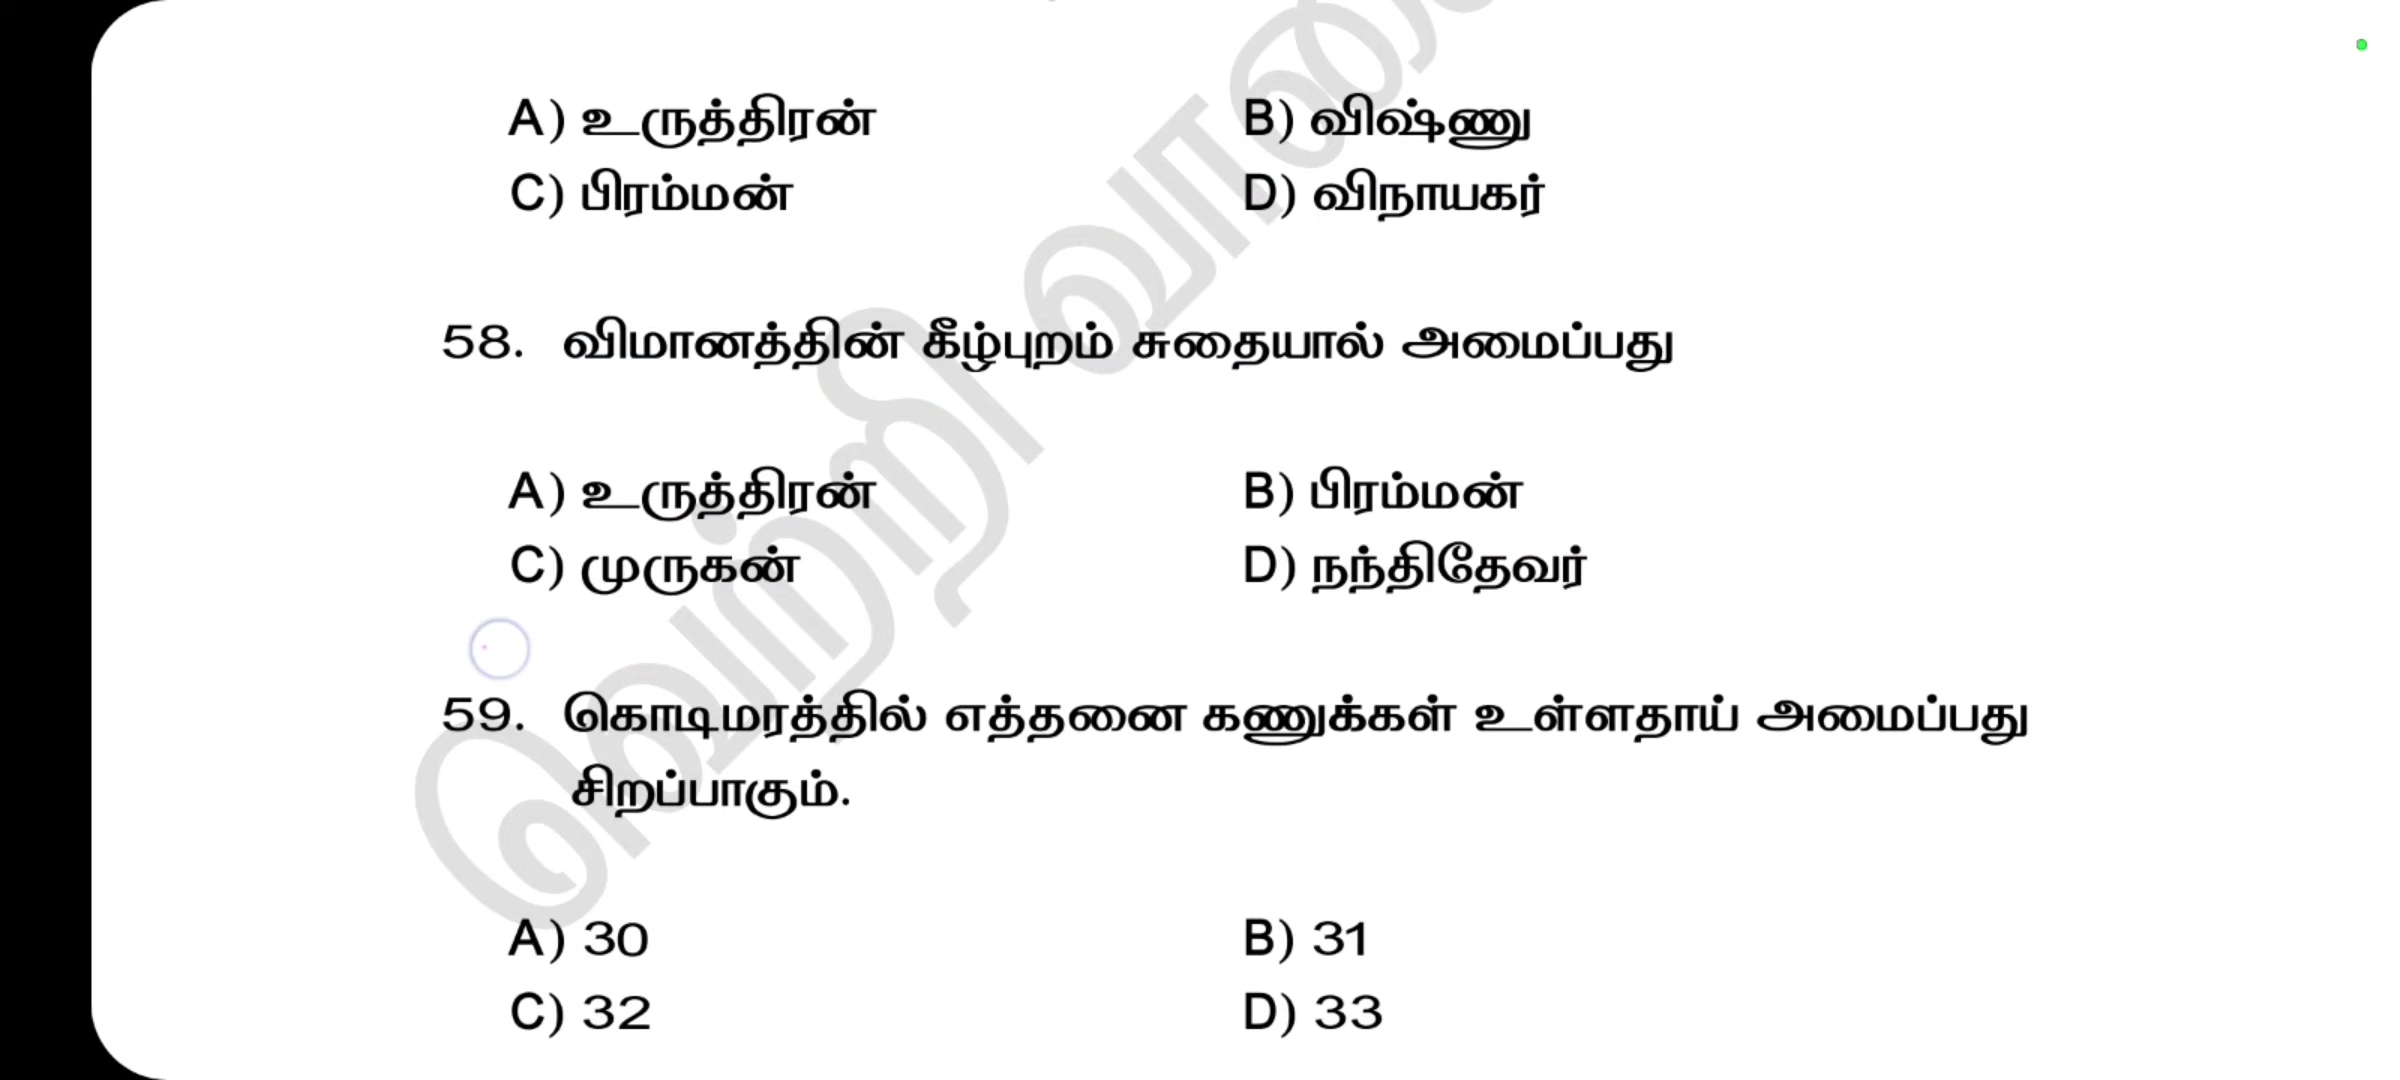 A) உருத்திரன் B) விஷ்ணு
C) பிரம்மன் D) விநாயகர்
58. விமானத்தின் கீழ்புறம் சுதையால் அமைப்பது
A) உருத்திரன் B) பிரம்மன்
C) முருகன் D) நந்திதேவர்
59. கொடிமரத்தில் எத்தனை கணுக்கள் உள்ளதாய் அமைப்பது
சிறப்பாகும்.
A) 30 B) 31
C) 32 D) 33
வெற்றி